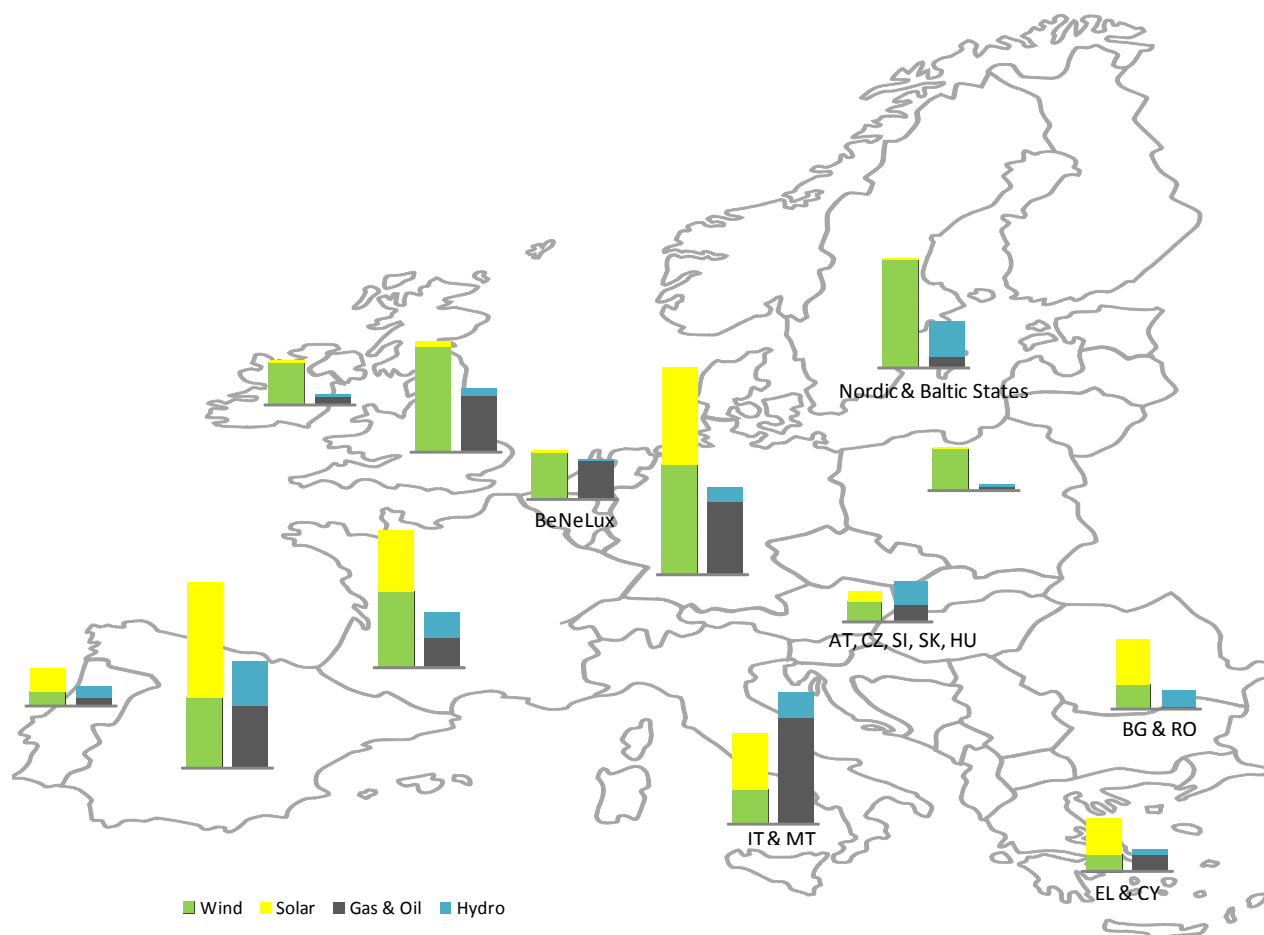 Nordic & Baltic States
BeNeLux
AT, CZ, SI, SK, HU
BG & RO
IT & MT
EL & CY
Wind Solar Gas & Oil Hydro